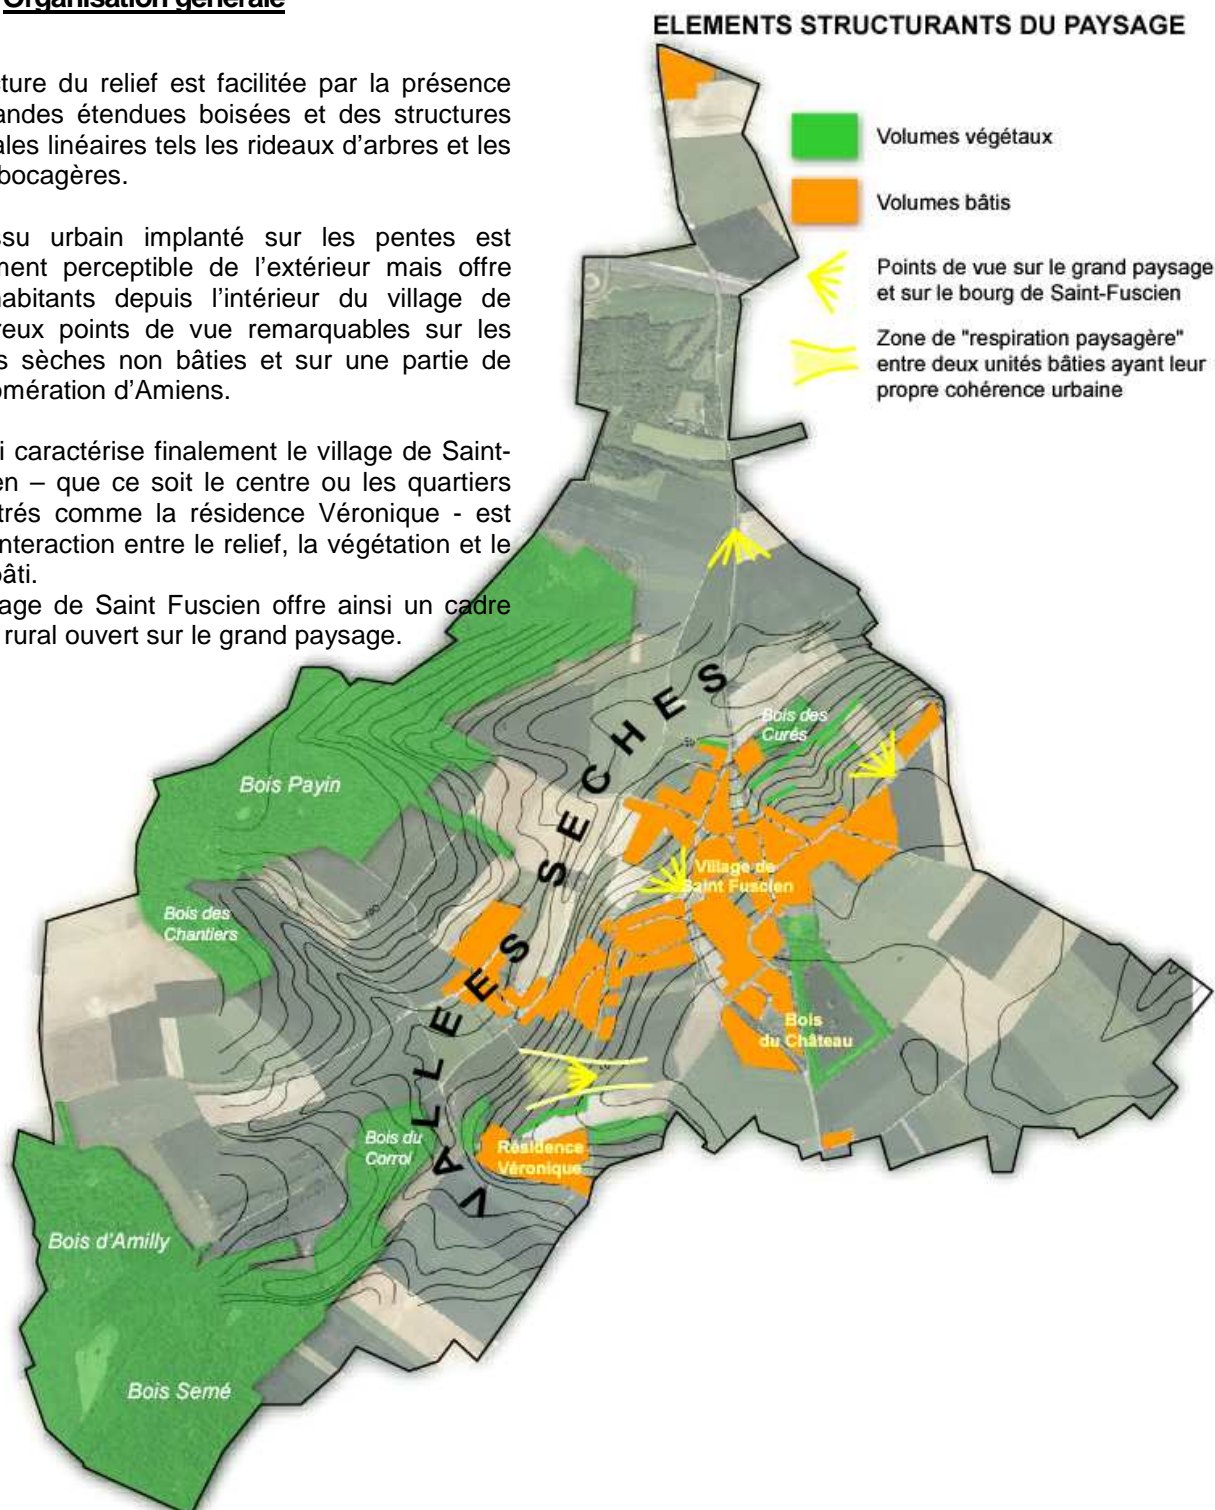 Organisation générale
ELEMENTS STRUCTURANTS DU PAYSAGE
cture du relief est facilitée par la présence
andes étendues boisées et des structures
ales linéaires tels les rideaux d'arbres et les
bocagères.
ssu urbain implanté sur les pentes est
ment perceptible de l'extérieur mais offre
habitants depuis l'intérieur du village de
reux points de vue remarquables sur les
s sèches non bâties et sur une partie de
omération d'Amiens.
i caractérise finalement le village de Saint-
en – que ce soit le centre ou les quartiers
trés comme la résidence Véronique - est
interaction entre le relief, la végétation et le
bâti.
age de Saint Fuscien offre ainsi un cadre
rural ouvert sur le grand paysage.
Volumes végétaux
Volumes bâtis
Points de vue sur le grand paysage
et sur le bourg de Saint-Fuscien
Zone de "respiration paysagère"
entre deux unités bâties ayant leur
propre cohérence urbaine
Bois des
Curés
Bois Payin
VALLEES SECHES
Village de
Saint Fuscien
Bois des
Chantiers
100
Bois
du Château
Bois du
Corroi
Résidence
Véronique
Bois d'Amilly
Bois Semé